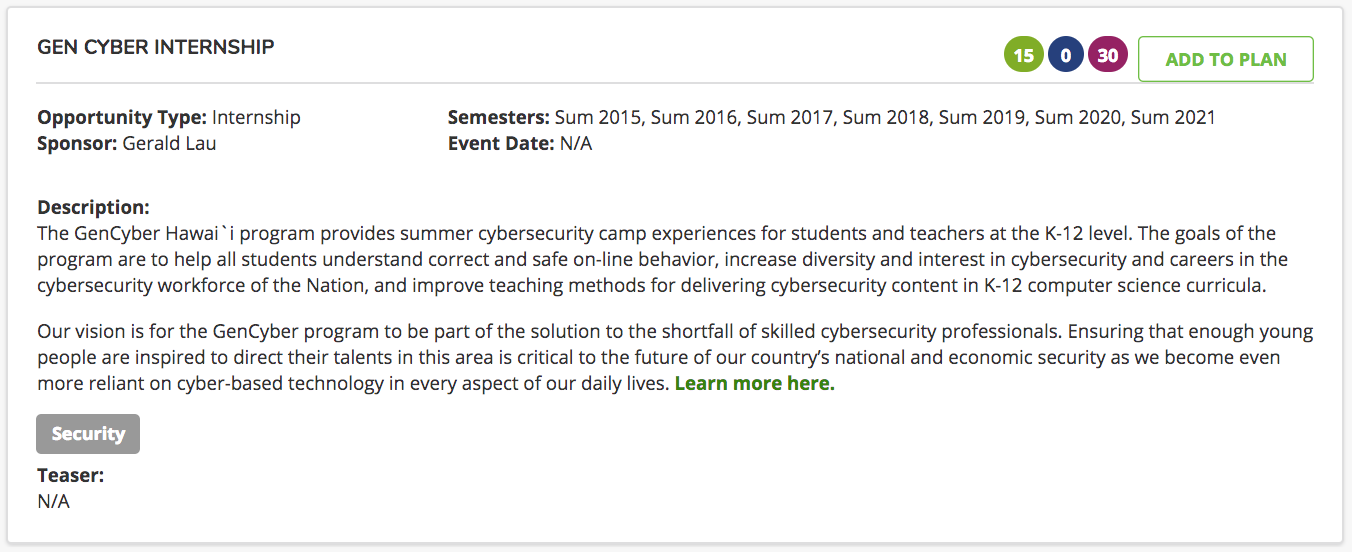 GEN CYBER INTERNSHIP
15 0 30 ADD TO PLAN
Opportunity Type: Internship
Sponsor: Gerald Lau
Semesters: Sum 2015, Sum 2016, Sum 2017, Sum 2018, Sum 2019, Sum 2020, Sum 2021
Event Date: N/A
Description:
The GenCyber Hawai`i program provides summer cybersecurity camp experiences for students and teachers at the K-12 level. The goals of the
program are to help all students understand correct and safe on-line behavior, increase diversity and interest in cybersecurity and careers in the
cybersecurity workforce of the Nation, and improve teaching methods for delivering cybersecurity content in K-12 computer science curricula.
Our vision is for the GenCyber program to be part of the solution to the shortfall of skilled cybersecurity professionals. Ensuring that enough young
people are inspired to direct their talents in this area is critical to the future of our country’s national and economic security as we become even
more reliant on cyber-based technology in every aspect of our daily lives. Learn more here.
Security
Teaser:
N/A